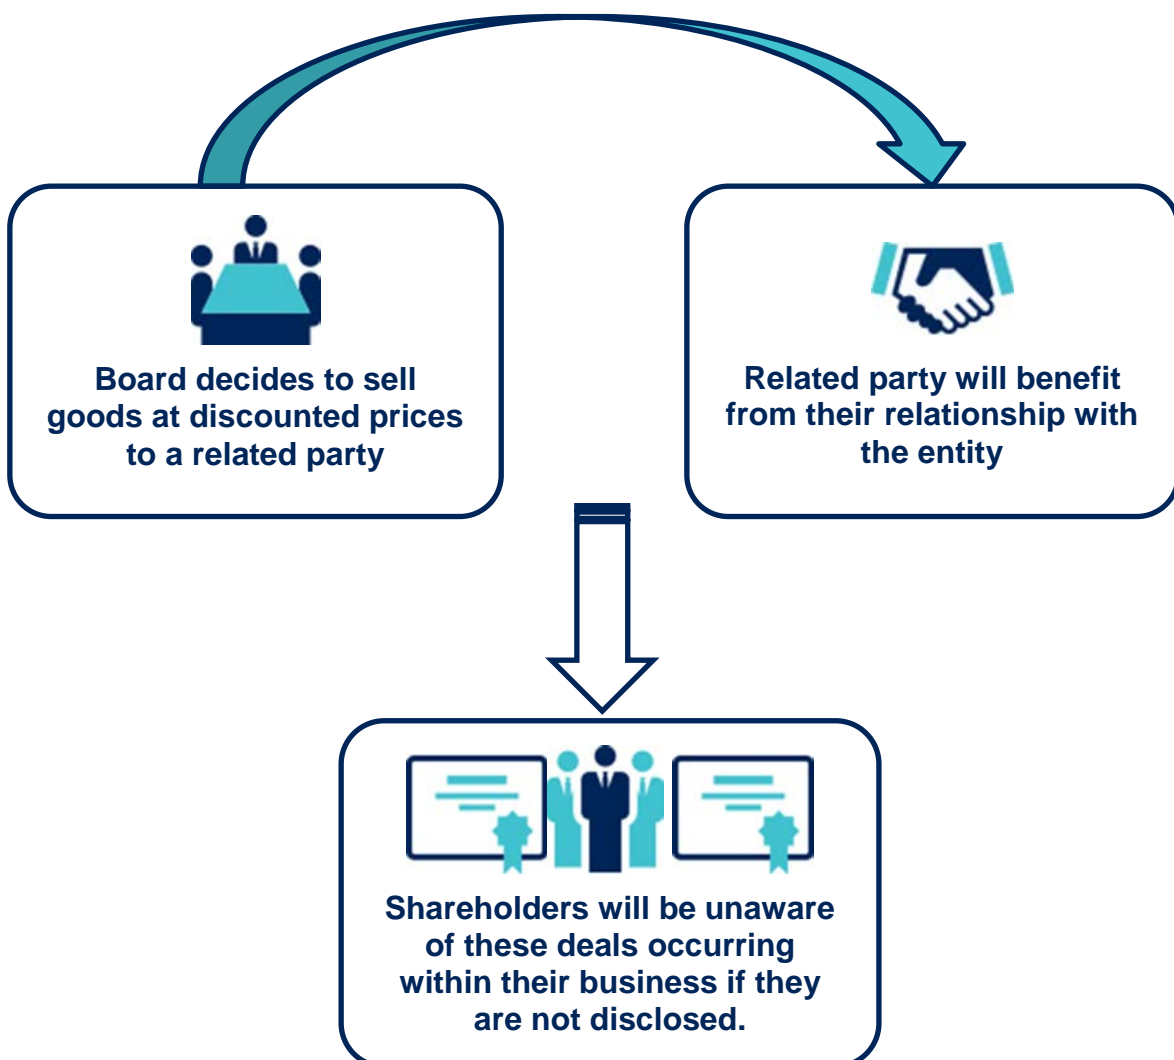 Board decides to sell
goods at discounted prices
to a related party
Related party will benefit
from their relationship with
the entity
Shareholders will be unaware
of these deals occurring
within their business if they
are not disclosed.